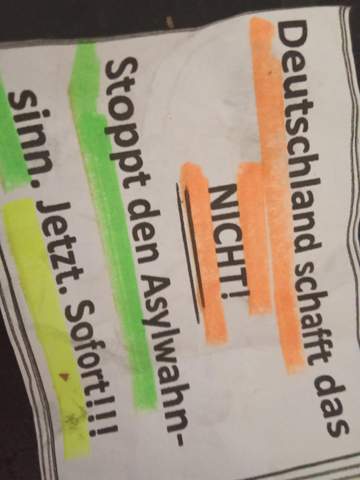 Deutschland schafft das
NICHT!
Stoppt den Asylwahn-
sinn. Jetzt. Sofort!!!